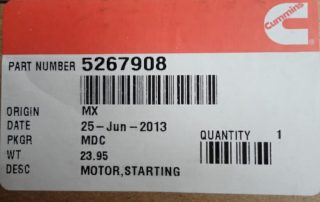 Cummins
PART NUMBER 5267908
ORIGIN MX
DATE 25-Jun-2013
PKGR MDC QUANTITY 1
WT 23.95
DESC MOTOR,STARTING